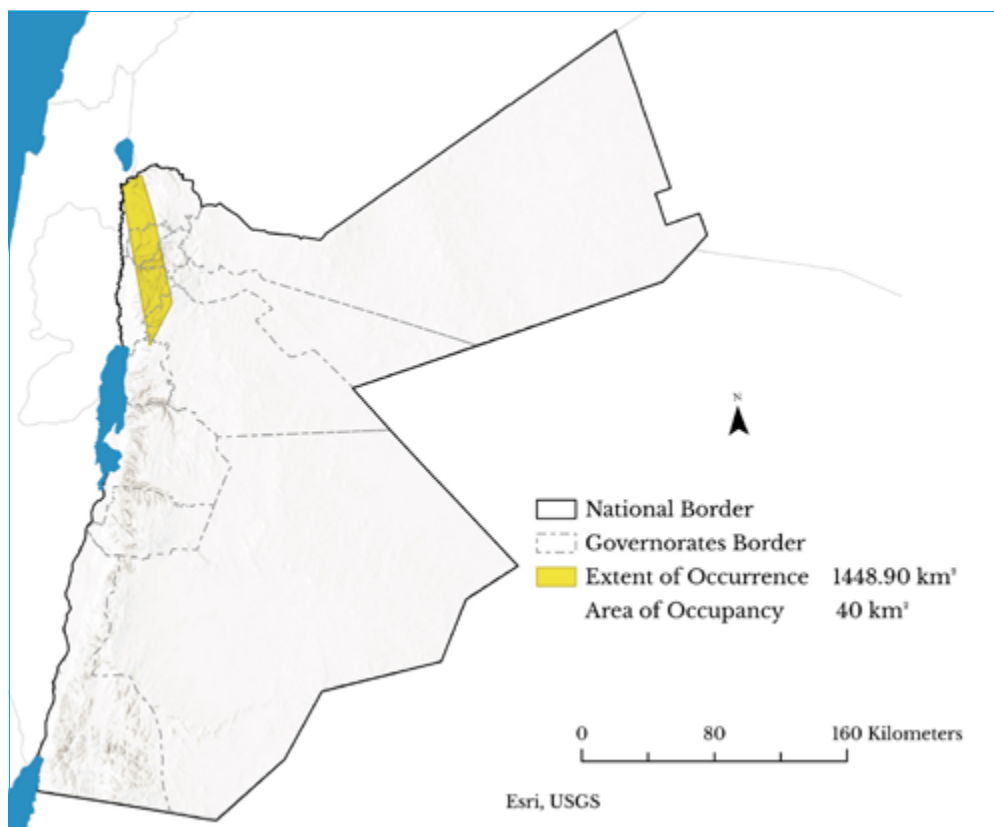 N
National Border
Governorates Border
Extent of Occurrence 1448.90 km²
Area of Occupancy 40 km²
0 80 160 Kilometers
Esri, USGS